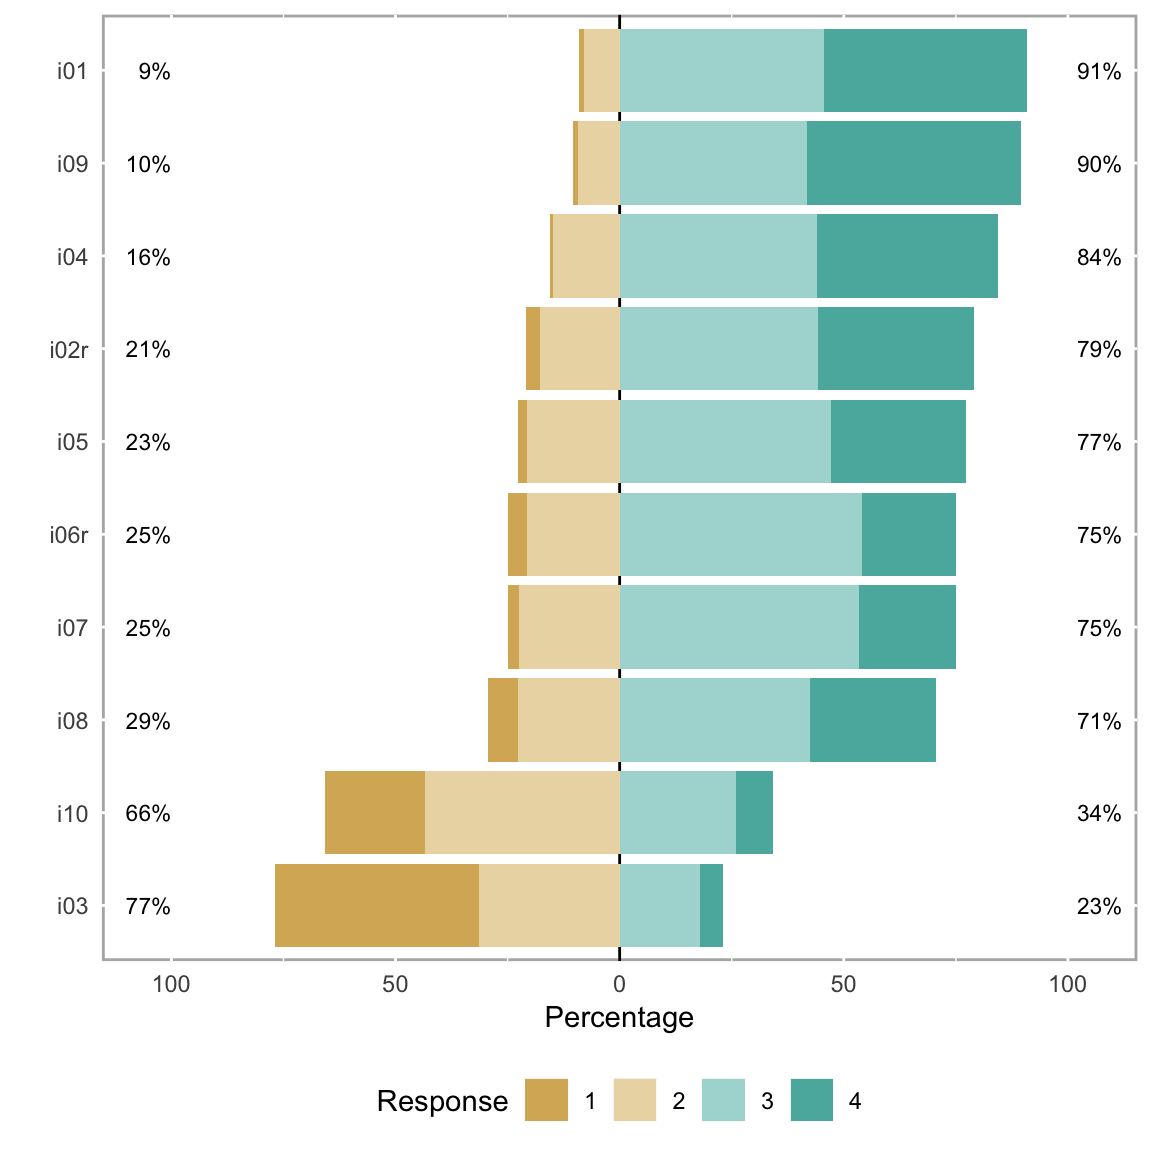 i01 9% 91%
i09 10% 90%
i04 16% 84%
i02r 21% 79%
i05 23% 77%
i06r 25% 75%
i07 25% 75%
i08 29% 71%
i10 66% 34%
i03 77% 23%
100 50 0 50 100
Percentage
Response 1 2 3 4